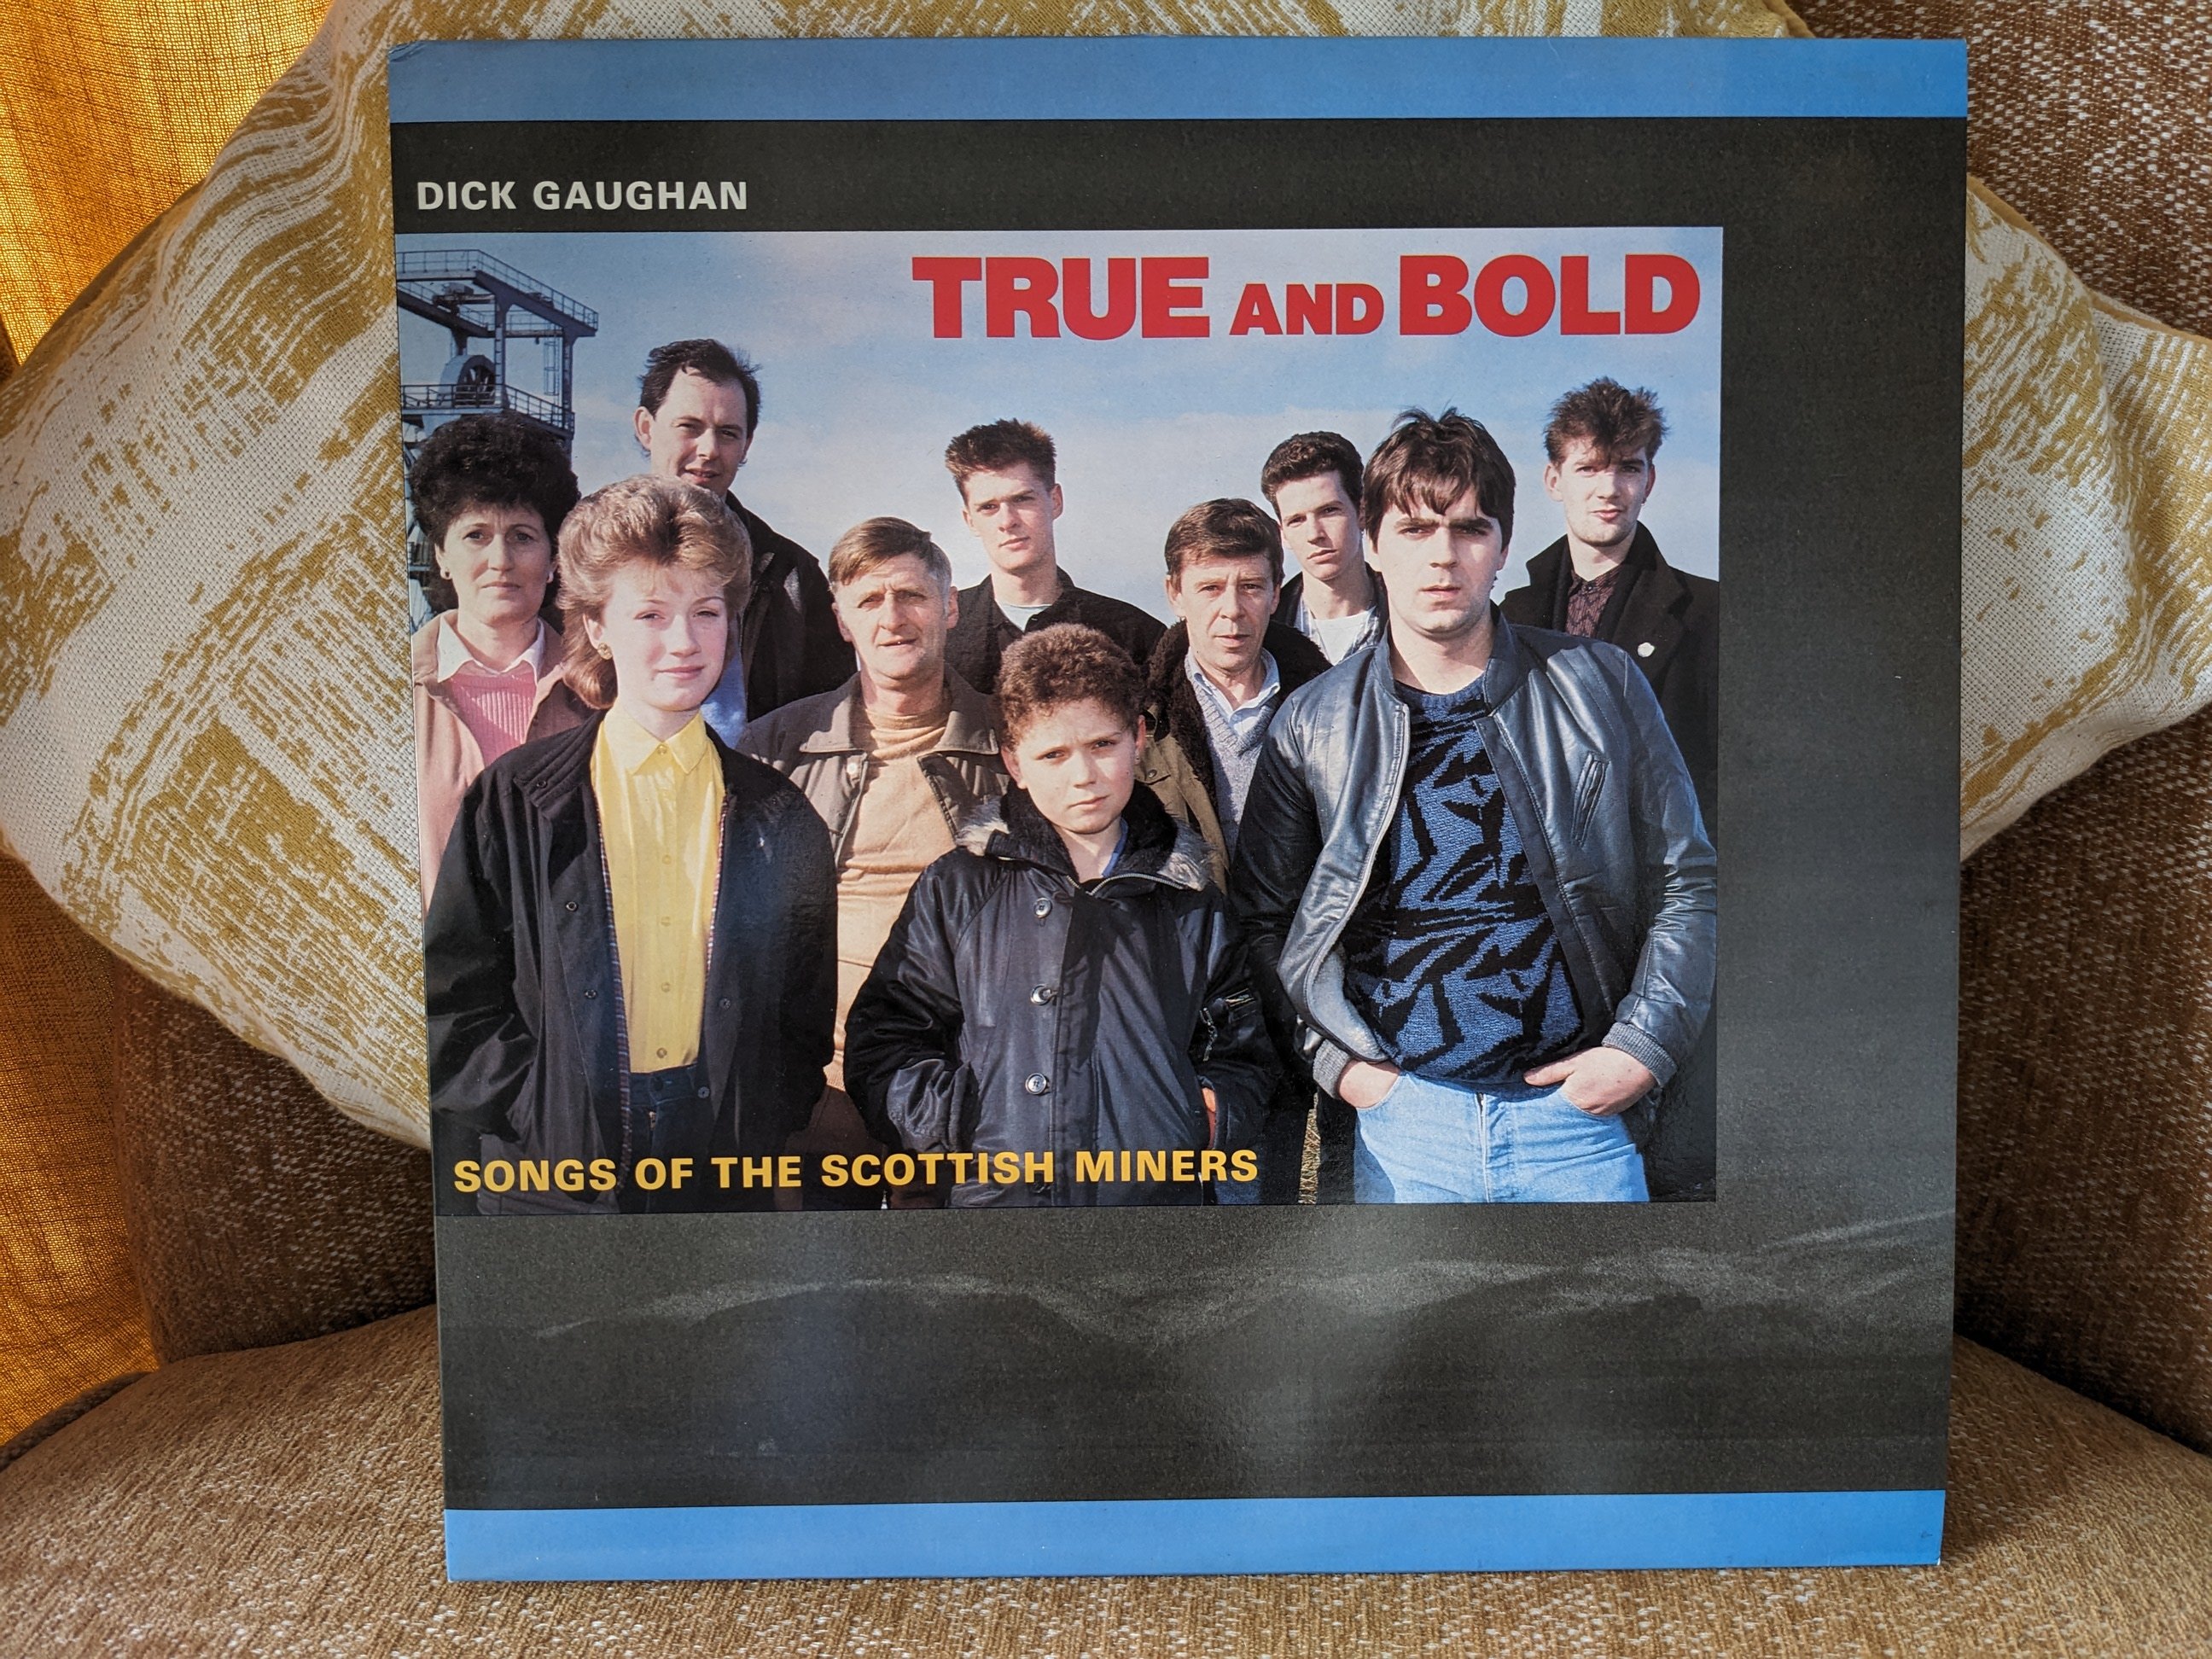 DICK GAUGHAN
TRUE AND BOLD
SONGS OF THE SCOTTISH MINERS